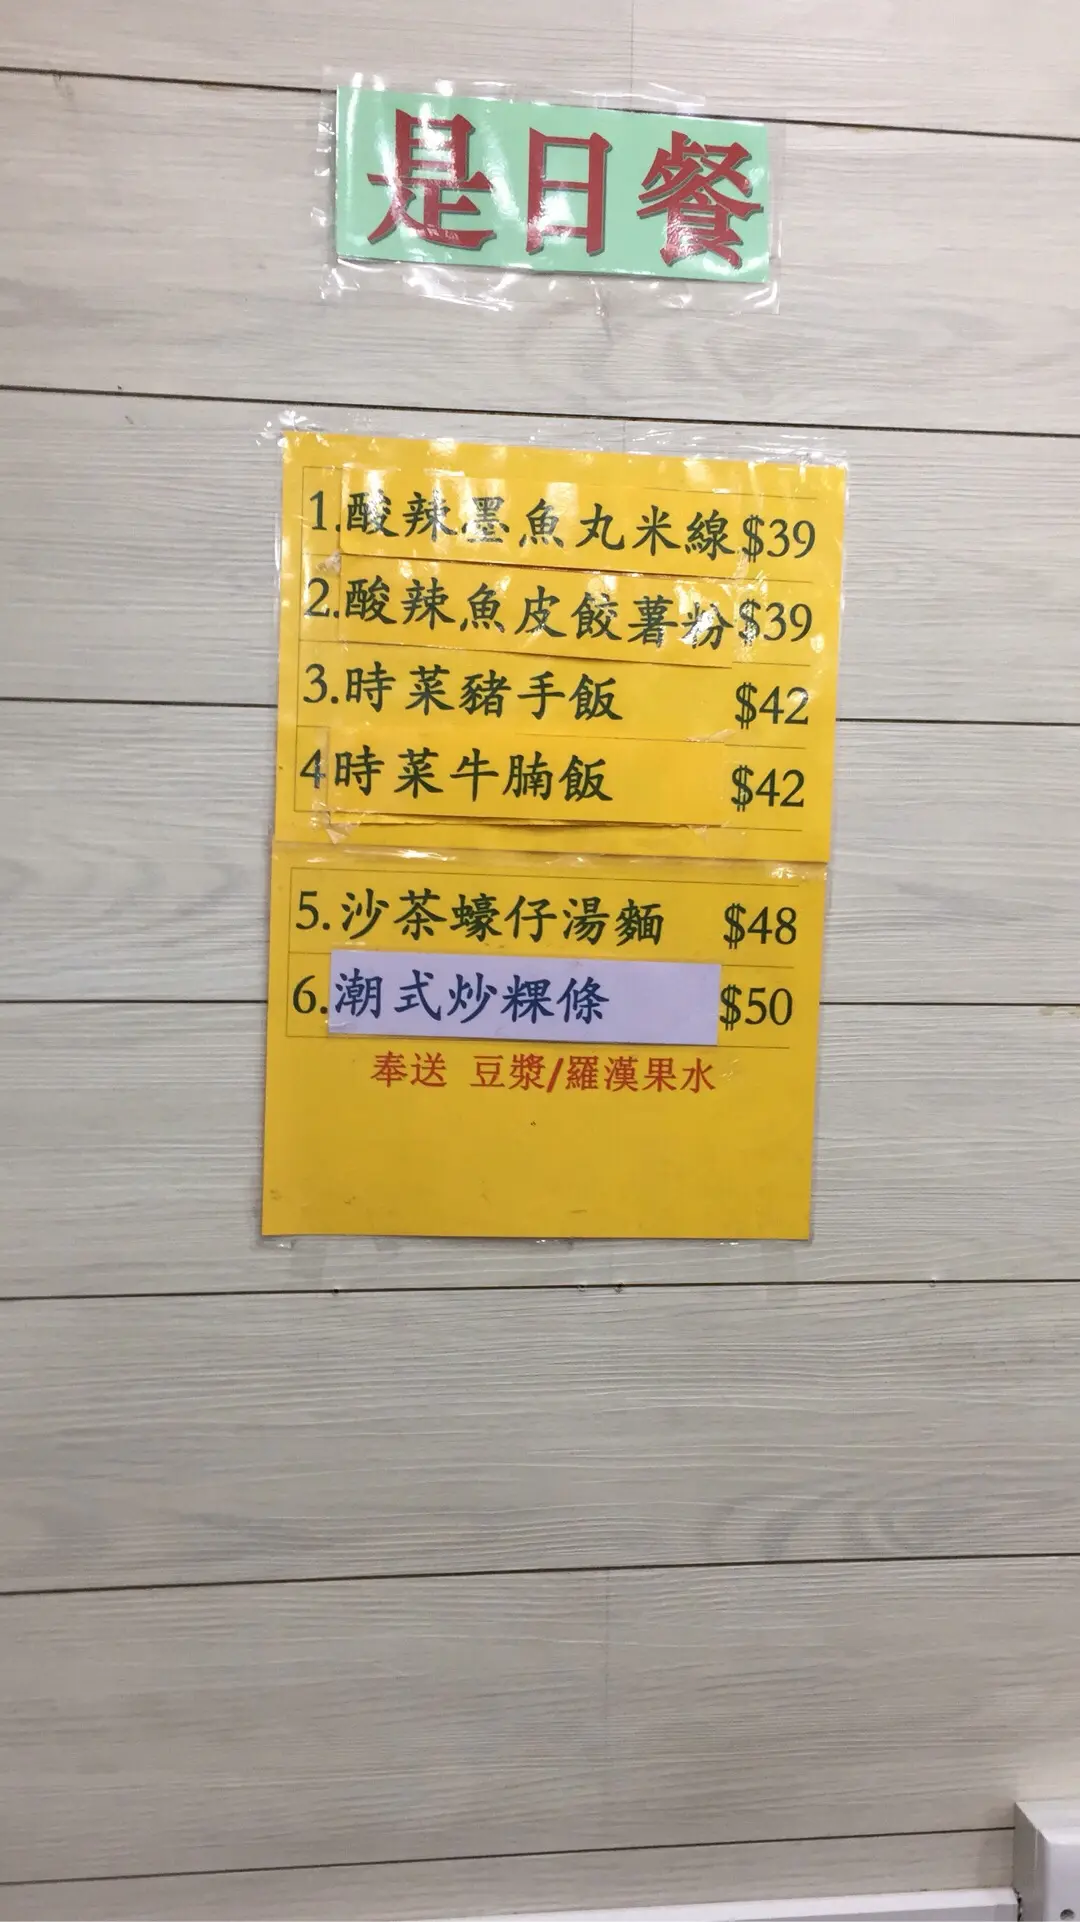 是日餐
1.酸辣墨魚丸米線$39
2.酸辣魚皮餃薯粉$39
3.時菜豬手飯 $42
4時菜牛腩飯 $42
5.沙茶蠔仔湯麵 $48
6.潮式炒粿條 $50
奉送 豆漿/羅漢果水